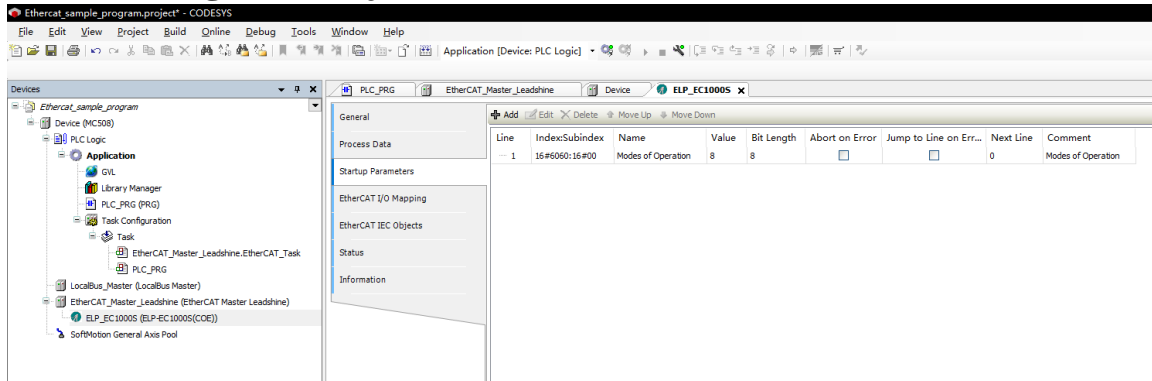 Ethercat_sample_program.project* - CODESYS
File Edit View Project Build Online Debug Tools Window Help
Application [Device: PLC Logic]
Devices
Ethercat_sample_program
Device (MC508)
PLC Logic
Application
GVL
Library Manager
PLC_PRG (PRG)
Task Configuration
Task
EtherCAT_Master_Leadshine.EtherCAT_Task
PLC_PRG
LocalBus_Master (LocalBus Master)
EtherCAT_Master_Leadshine (EtherCAT Master Leadshine)
ELP_EC1000S (ELP-EC1000S(COE))
SoftMotion General Axis Pool
PLC_PRG EtherCAT_Master_Leadshine Device ELP_EC1000S X
General
Process Data
Startup Parameters
EtherCAT I/O Mapping
EtherCAT IEC Objects
Status
Information
Add Edit Delete Move Up Move Down
Line Index:Subindex Name Value Bit Length Abort on Error Jump to Line on Err... Next Line Comment
1 16#6060:16#00 Modes of Operation 8 8 0 Modes of Operation